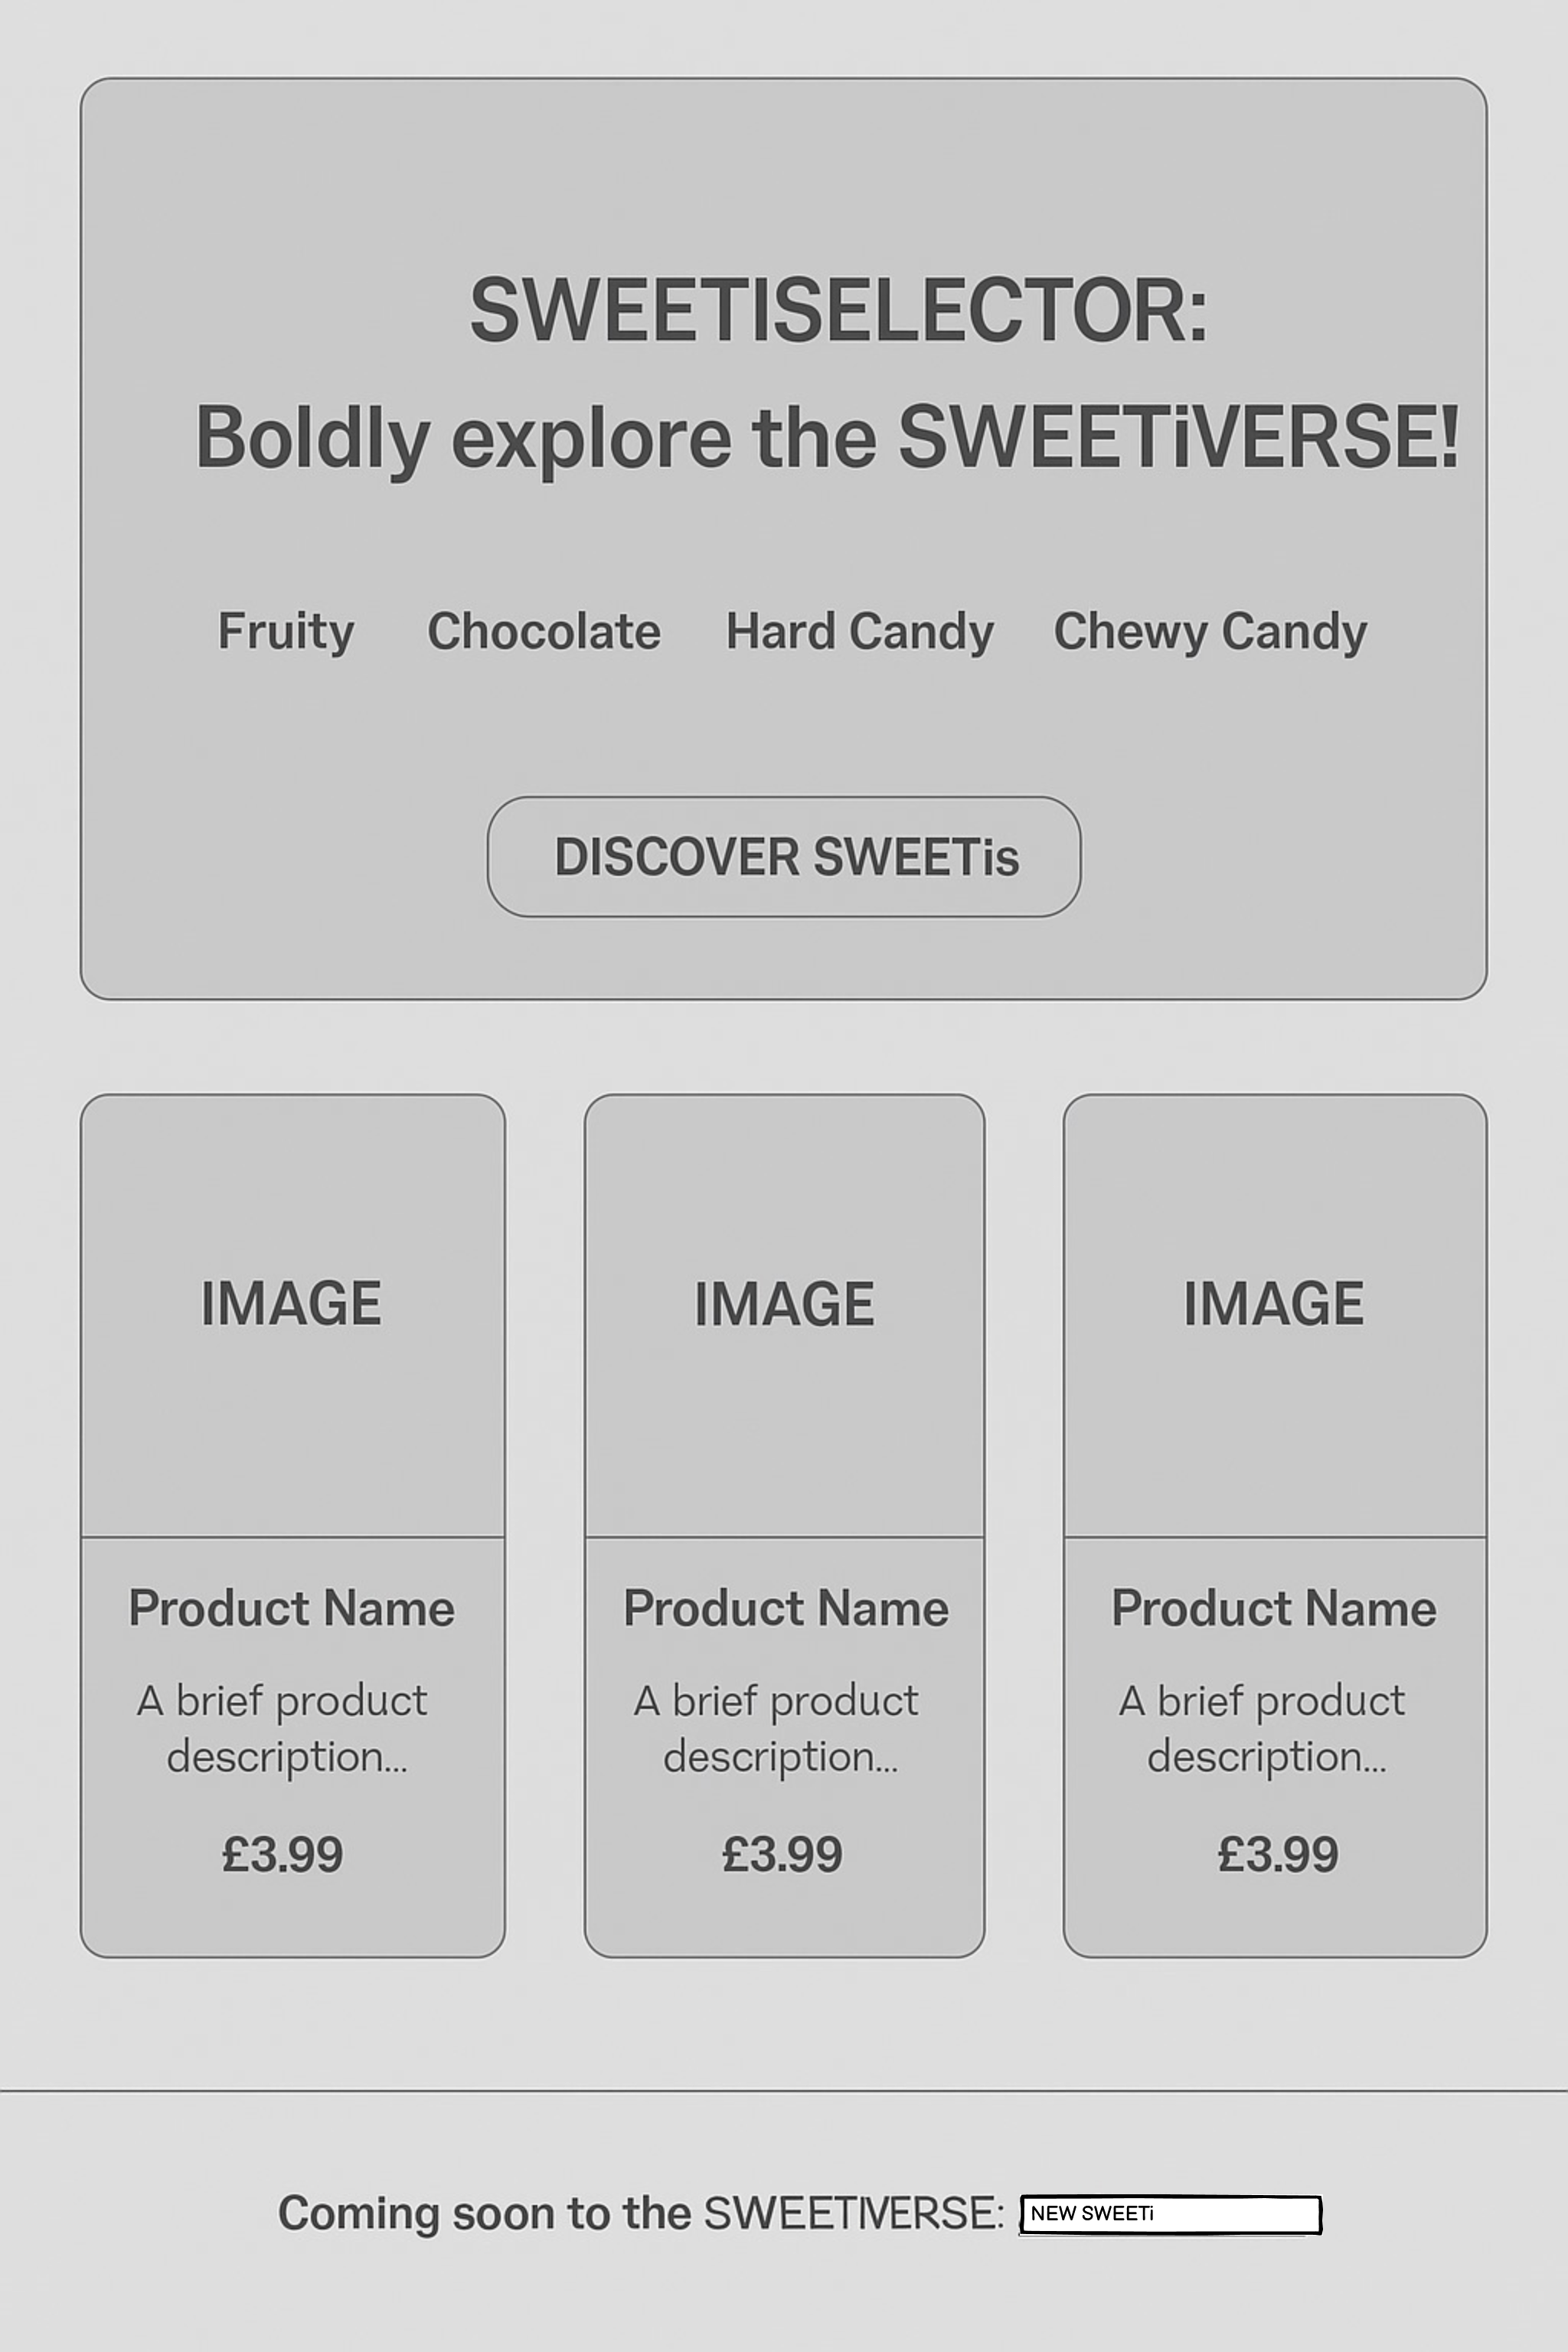 SWEETISELECTOR:
Boldly explore the SWEETiVERSE!
Fruity Chocolate Hard Candy Chewy Candy
DISCOVER SWEETis
IMAGE IMAGE IMAGE
Product Name Product Name Product Name
A brief product A brief product A brief product
description... description... description...
£3.99 £3.99 £3.99
Coming soon to the SWEETIVERSE: NEW SWEETi